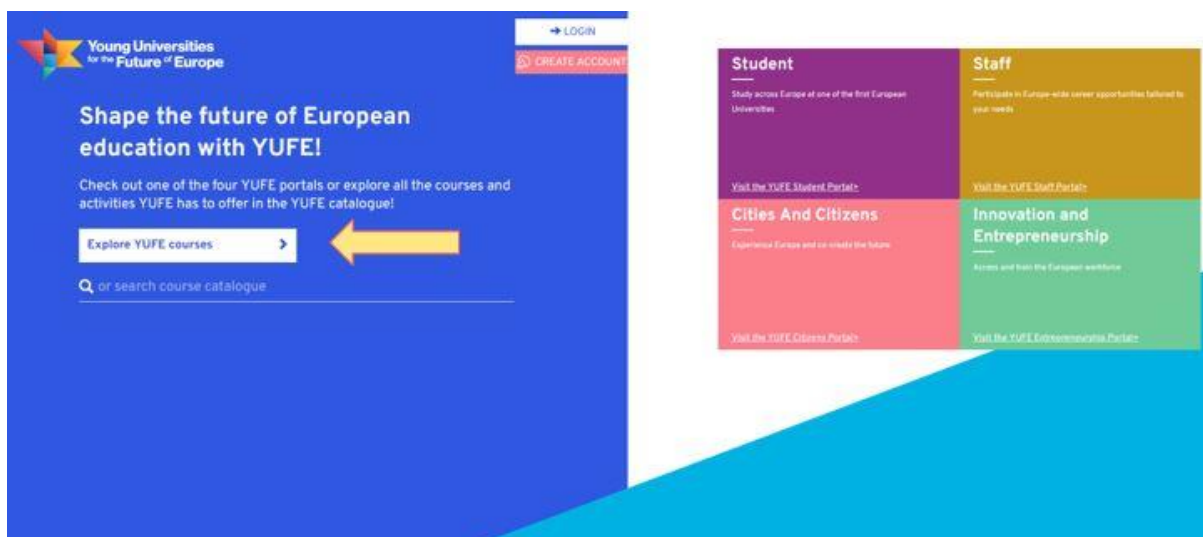 Young Universities
for the Future of Europe
LOGIN
CREATE ACCOUNT
Shape the future of European
education with YUFE!
Check out one of the four YUFE portals or explore all the courses and
activities YUFE has to offer in the YUFE catalogue!
Explore YUFE courses
or search course catalogue
Student
Study across Europe at one of the first European
Universities
Visit the YUFE Student Portal>
Staff
Participate in Europe-wide career opportunities tailored to
your needs
Visit the YUFE Staff Portal>
Cities And Citizens
Experience Europe and co-create the future
Visit the YUFE Citizens Portal>
Innovation and
Entrepreneurship
Access and train the European workforce
Visit the YUFE Entrepreneurship Portal>